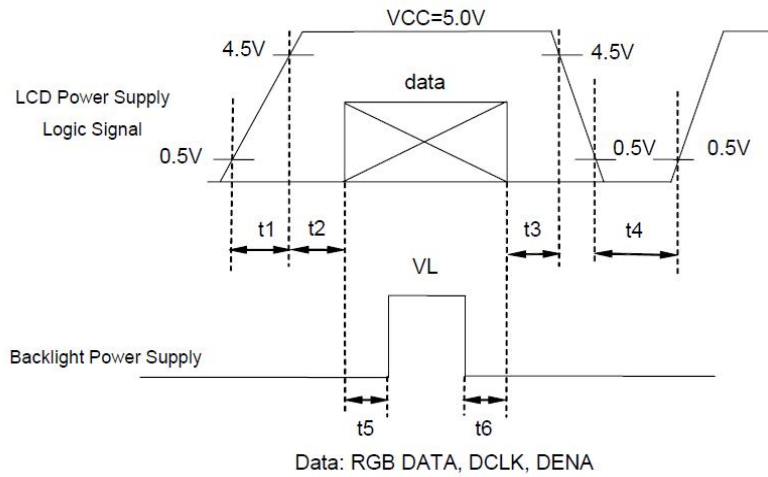 VCC=5.0V
4.5V
4.5V
data
LCD Power Supply
Logic Signal
0.5V
0.5V
0.5V
t1
t2
t3
t4
VL
Backlight Power Supply
t5
t6
Data: RGB DATA, DCLK, DENA